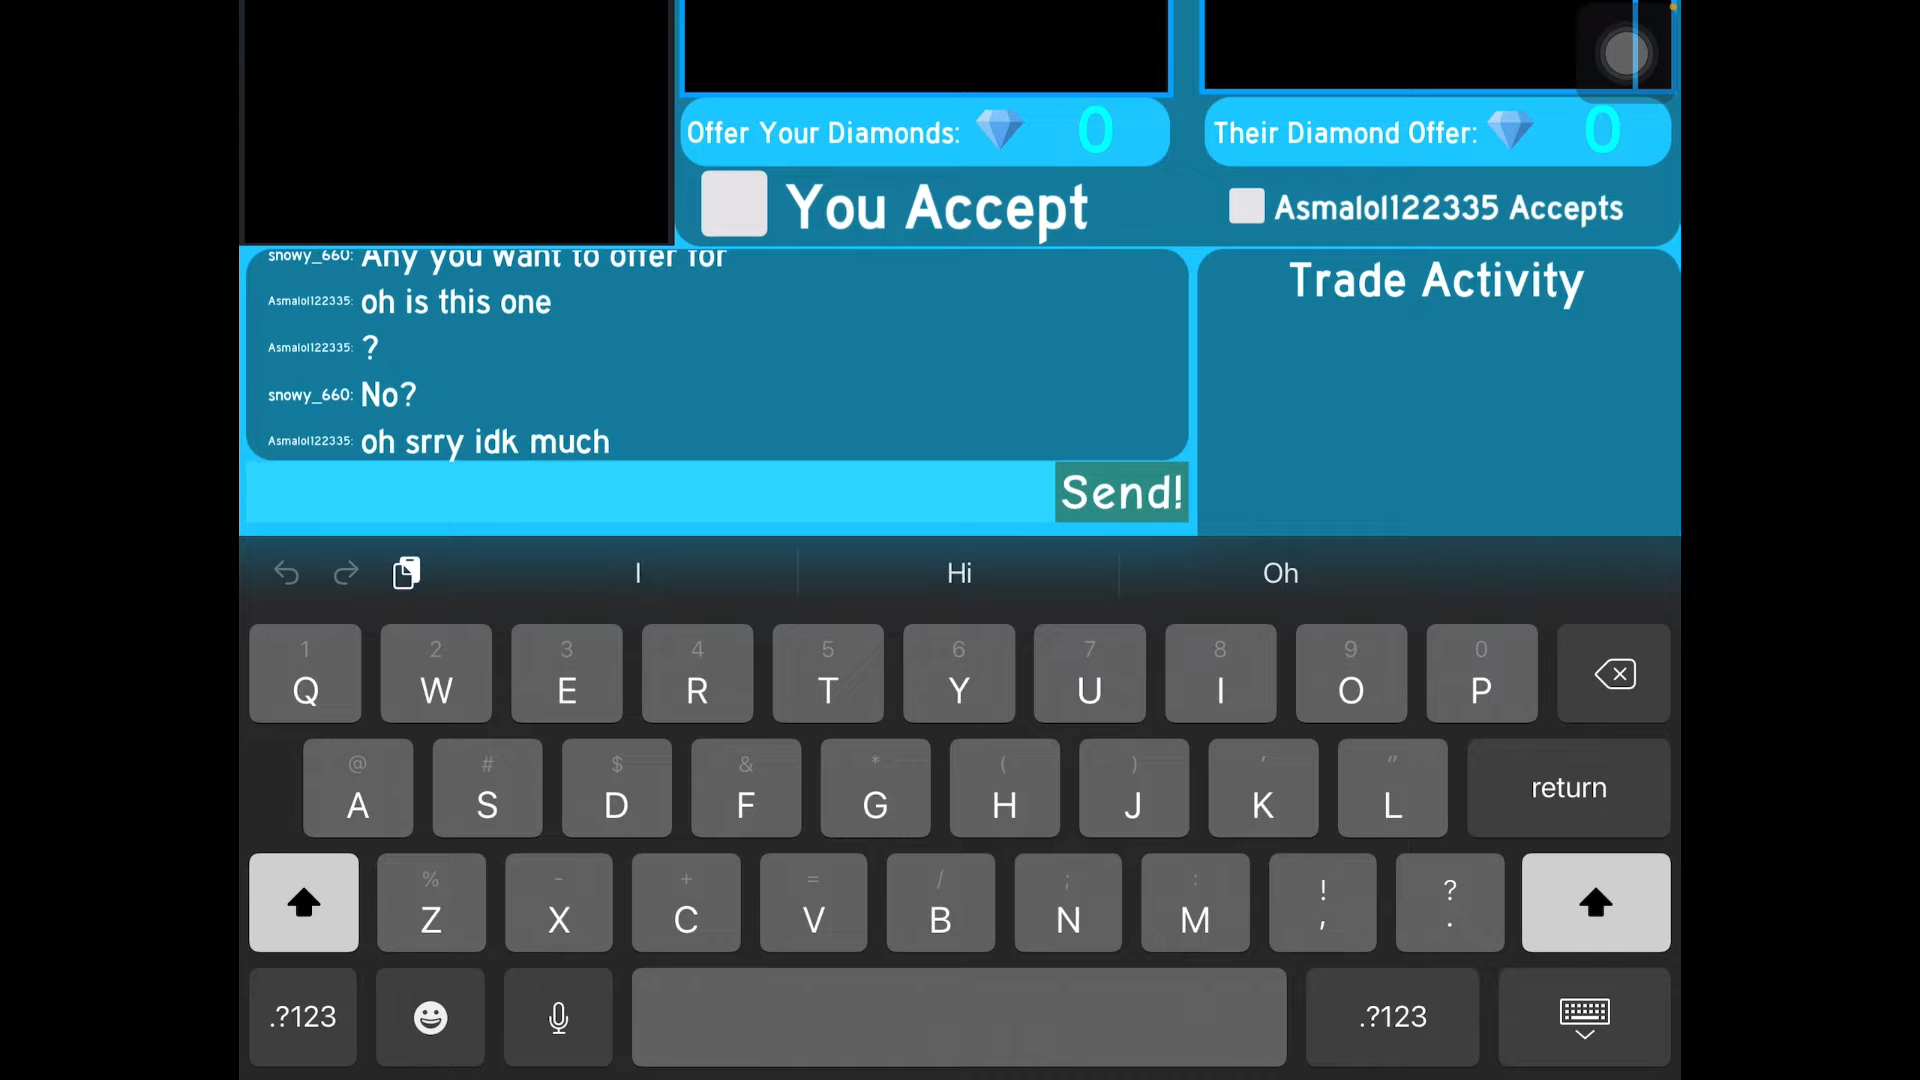 Offer Your Diamonds: 0
Their Diamond Offer: 0
You Accept
Asmalol122335 Accepts
snowy_660: Any you want to offer for
Asmalol122335: oh is this one
Asmalol122335: ?
snowy_660: No?
Asmalol122335: oh srry idk much
Send!
Trade Activity
I Hi Oh
1 2 3 4 5 6 7 8 9 0
Q W E R T Y U I O P
@ # $ & * ( ) ' "
A S D F G H J K L return
% - + = / ; : ! ?
Z X C V B N M , .
.?123 .?123